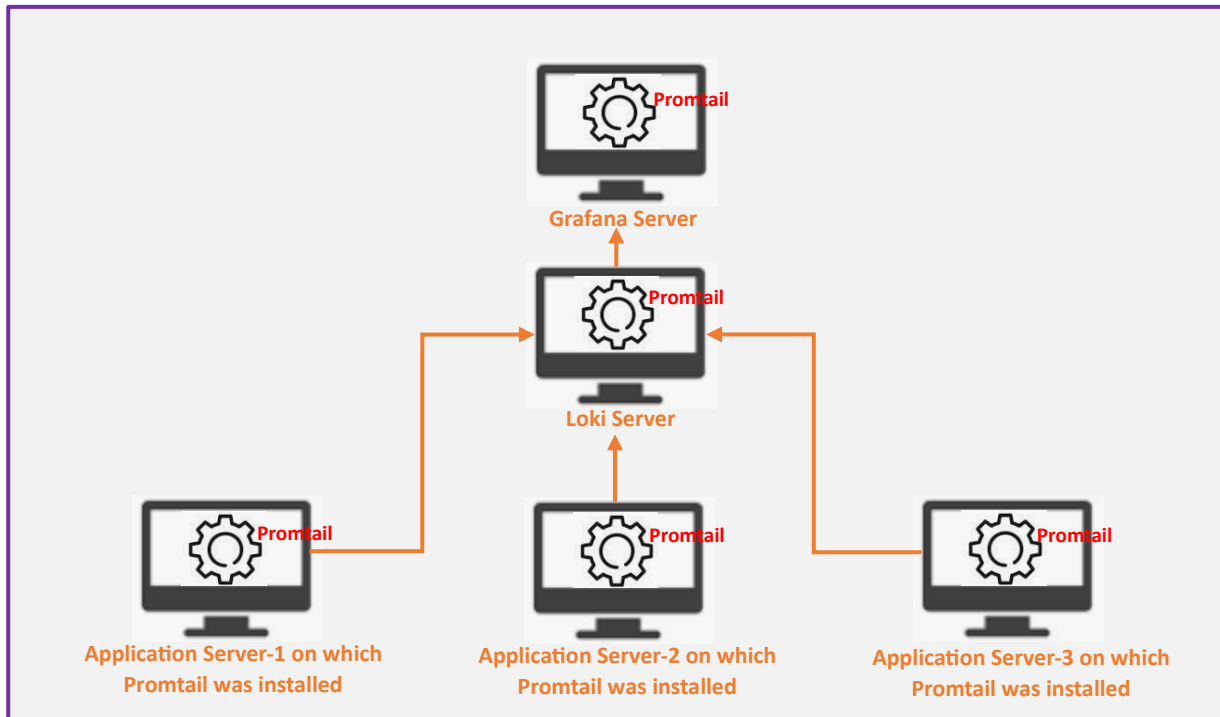 Promtail
Grafana Server
Promtail
Loki Server
Promtail
Application Server-1 on which
Promtail was installed
Promtail
Application Server-2 on which
Promtail was installed
Promtail
Application Server-3 on which
Promtail was installed